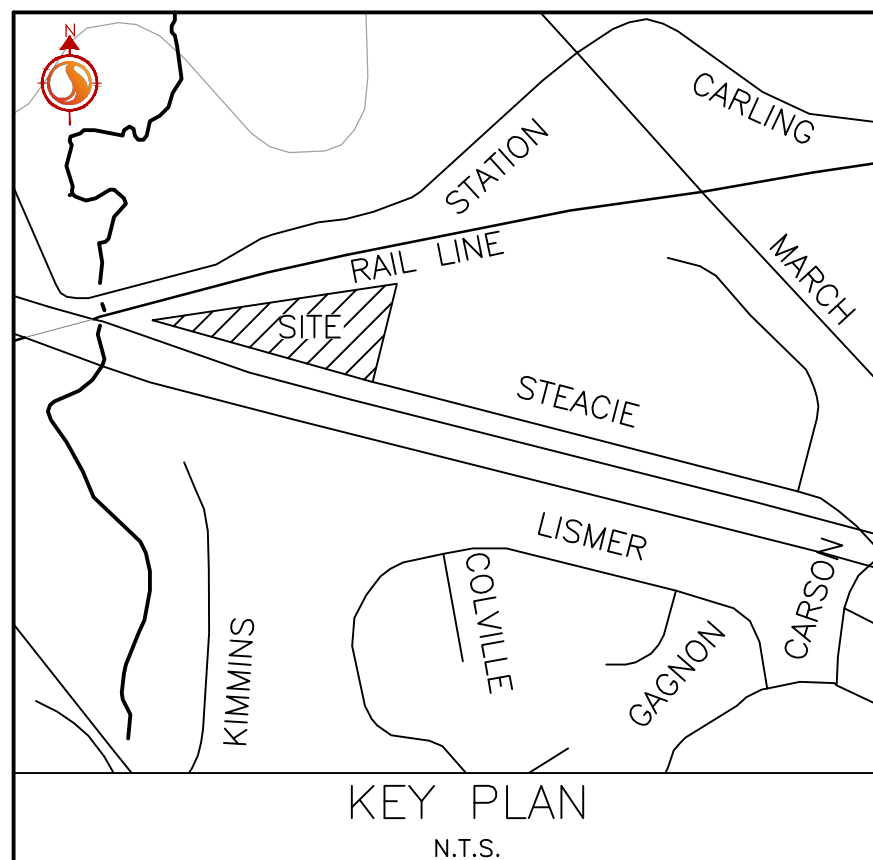 N
CARLING
STATION
MARCH
RAIL LINE
SITE
STEACIE
LISMER
COLVILLE
CARSON
KIMMINS
GAGNON
KEY PLAN
N.T.S.